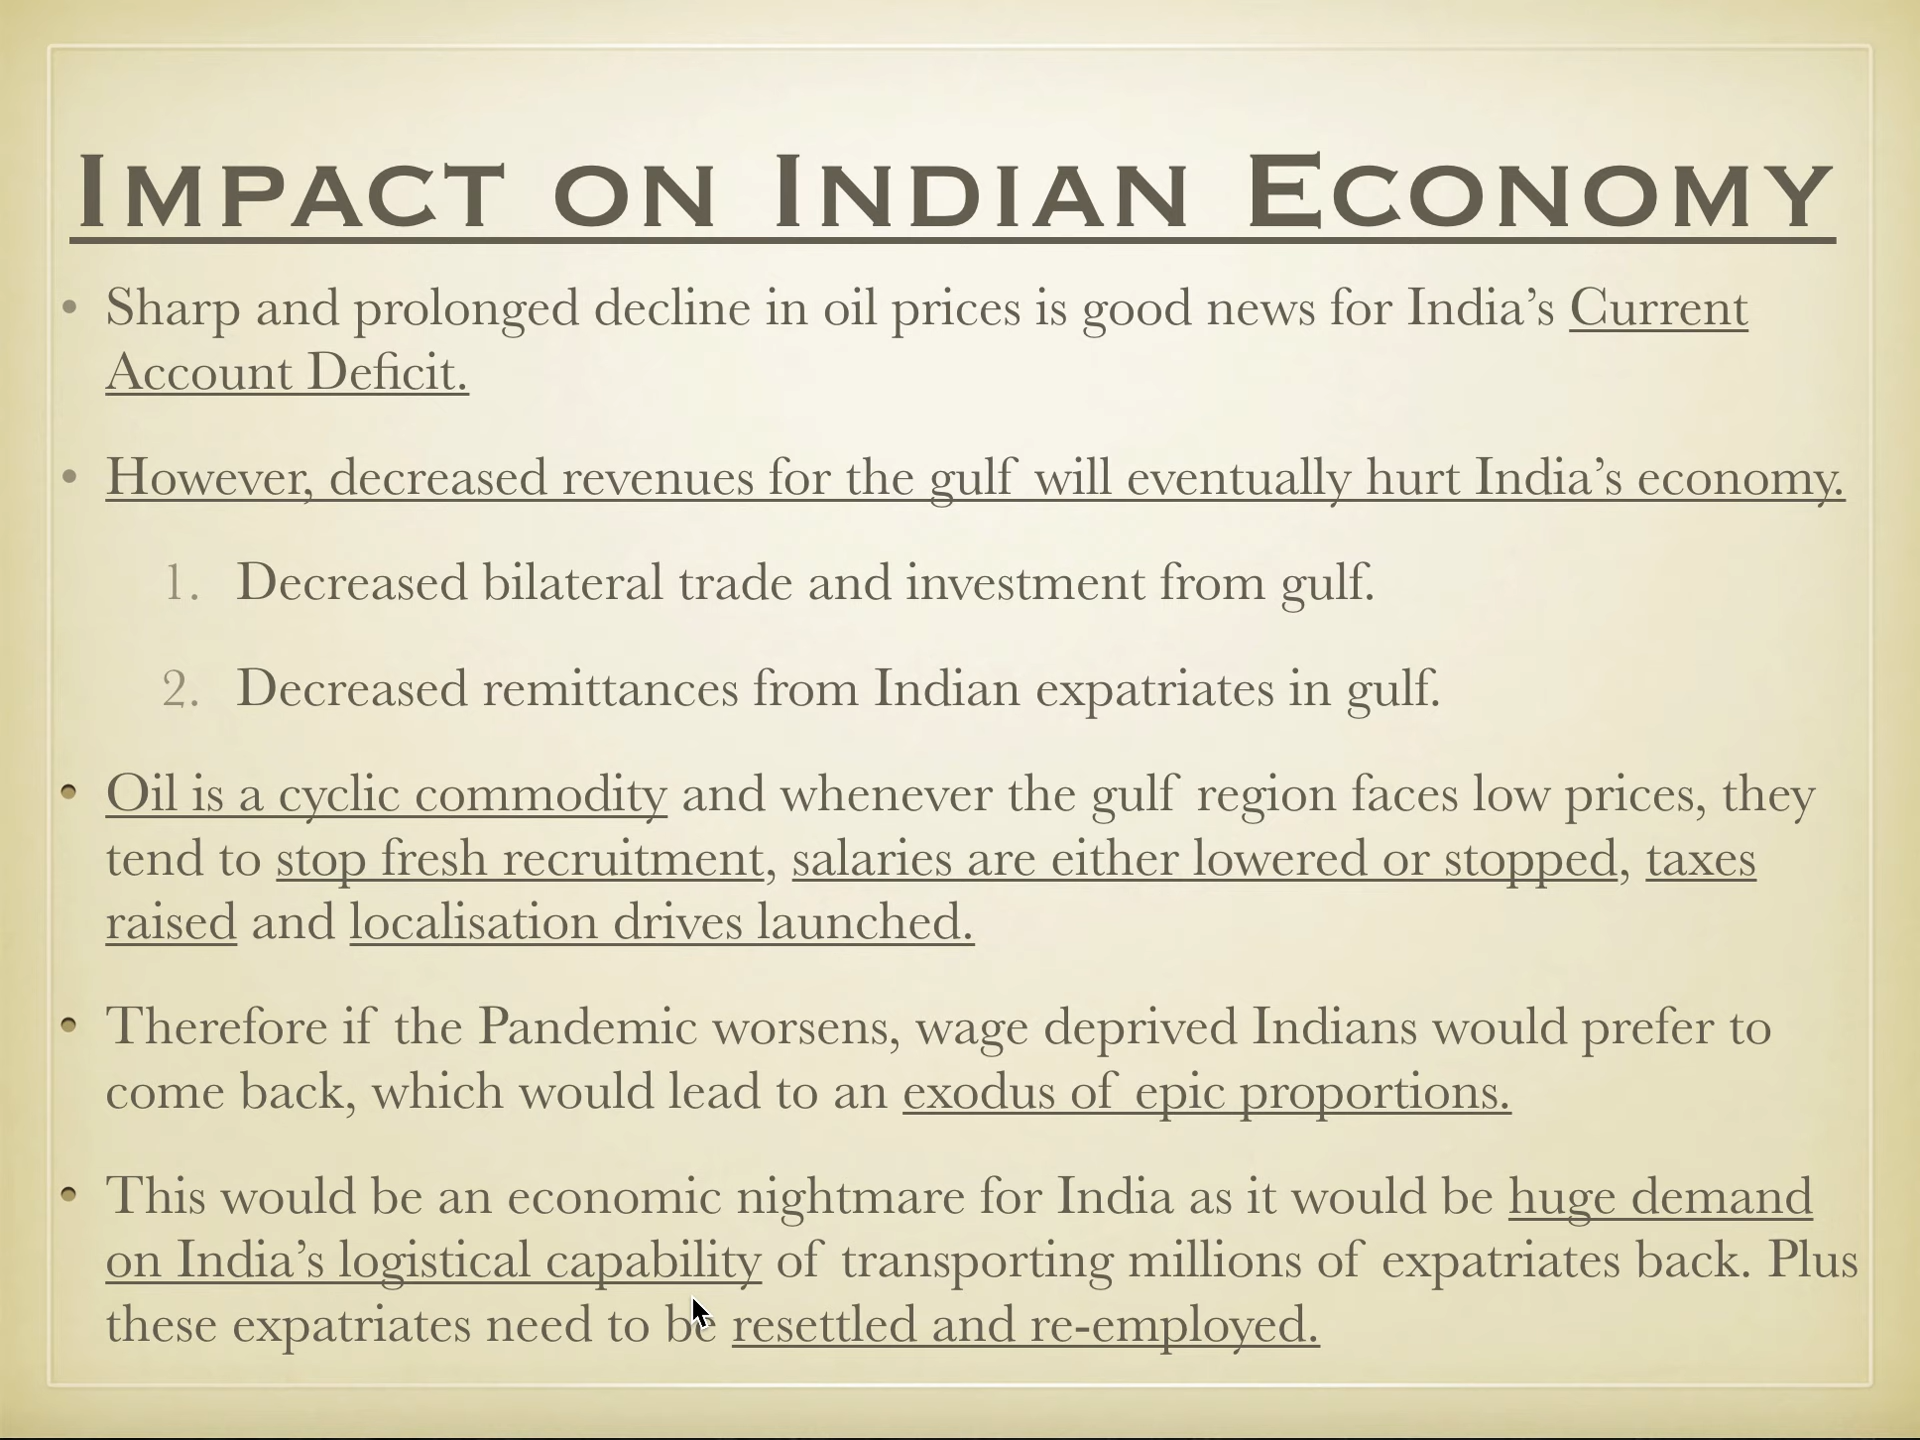 Impact on Indian Economy
• Sharp and prolonged decline in oil prices is good news for India’s Current
Account Deficit.
• However, decreased revenues for the gulf will eventually hurt India’s economy.
1. Decreased bilateral trade and investment from gulf.
2. Decreased remittances from Indian expatriates in gulf.
• Oil is a cyclic commodity and whenever the gulf region faces low prices, they
tend to stop fresh recruitment, salaries are either lowered or stopped, taxes
raised and localisation drives launched.
• Therefore if the Pandemic worsens, wage deprived Indians would prefer to
come back, which would lead to an exodus of epic proportions.
• This would be an economic nightmare for India as it would be huge demand
on India’s logistical capability of transporting millions of expatriates back. Plus
these expatriates need to be resettled and re-employed.